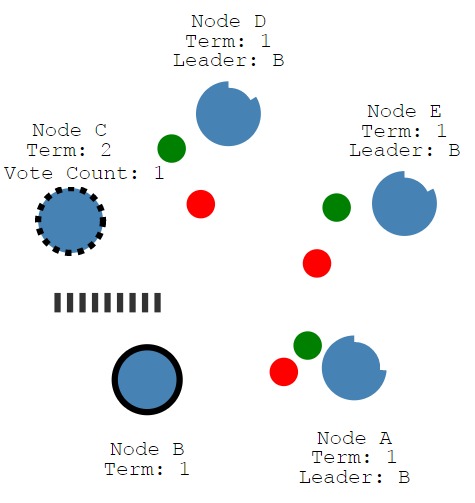 Node D
Term: 1
Leader: B
Node E
Term: 1
Leader: B
Node C
Term: 2
Vote Count: 1
Node B
Term: 1
Node A
Term: 1
Leader: B